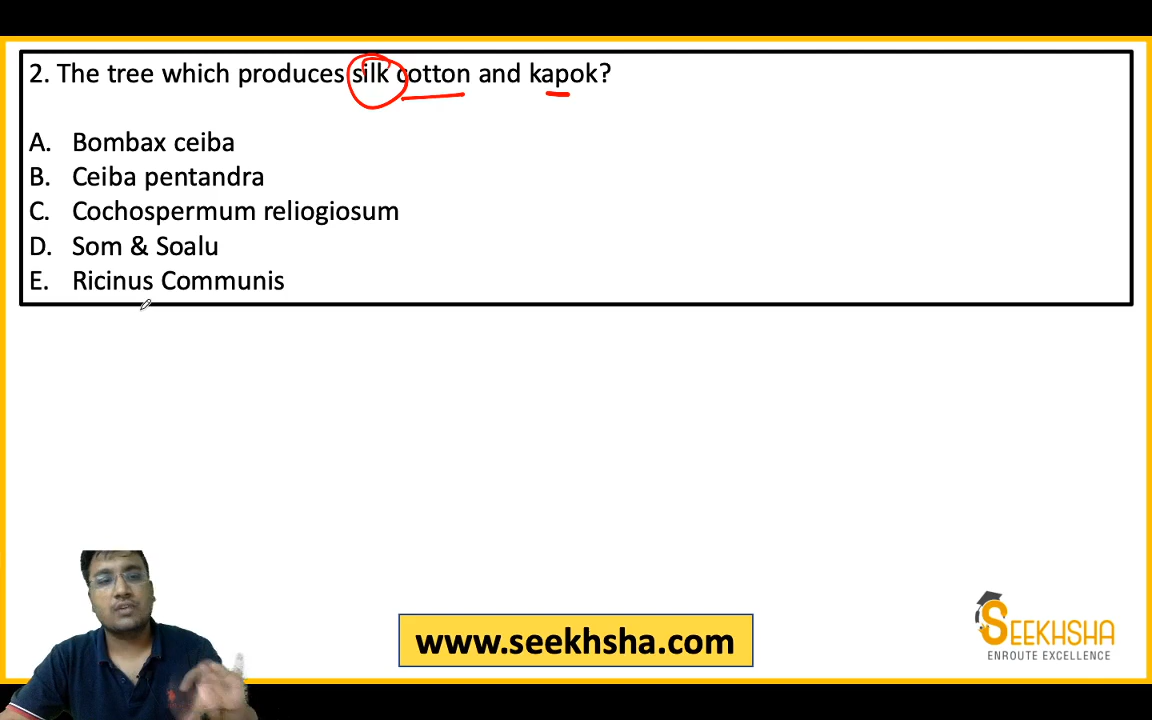 2. The tree which produces silk cotton and kapok?
A. Bombax ceiba
B. Ceiba pentandra
C. Cochospermum reliogiosum
D. Som & Soalu
E. Ricinus Communis
www.seekhsha.com
SEEKHSHA
ENROUTE EXCELLENCE